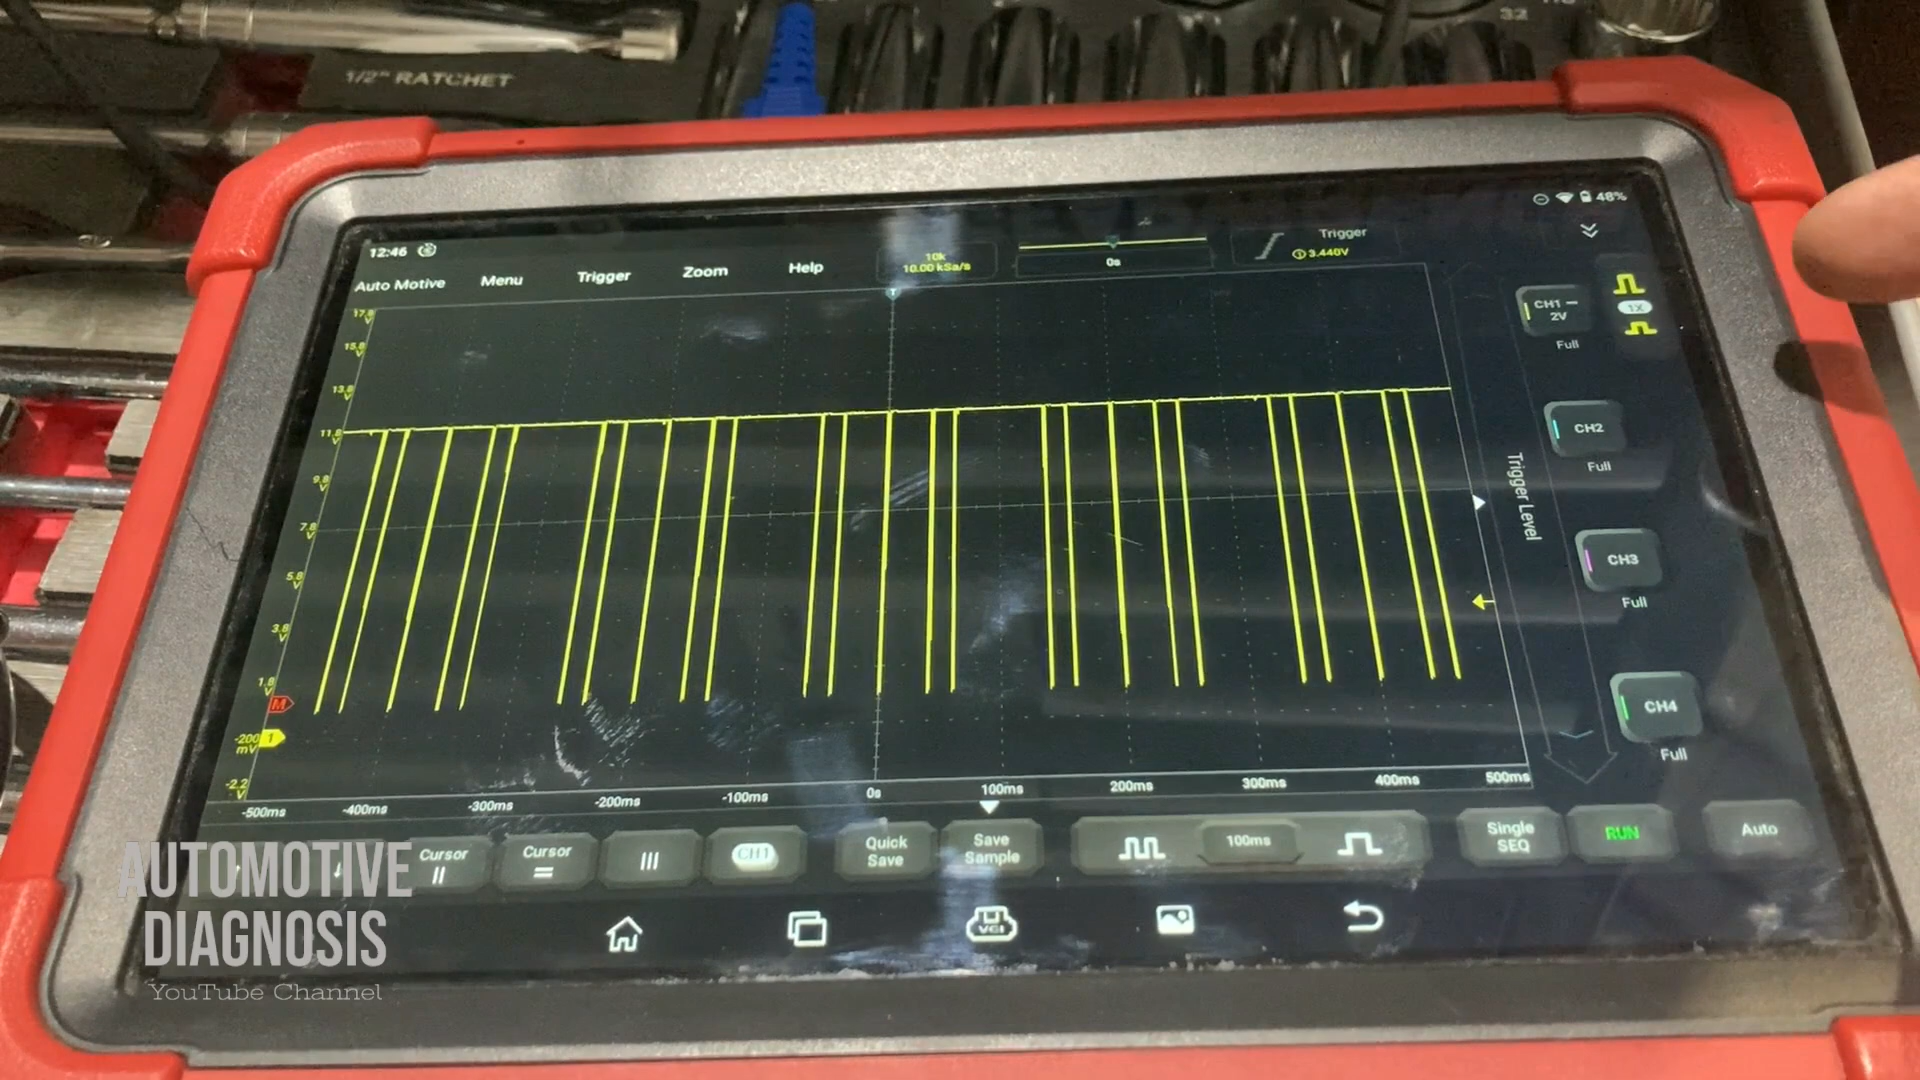 32
1/2" RATCHET
48%
12:46
Auto Motive Menu Trigger Zoom Help
10k
10.00 kSa/s
0s
Trigger
3.440V
17.8
V
15.8
V
13.8
V
11.8
V
9.8
V
7.8
V
5.8
V
3.8
V
1.8
V
-200
mV
-2.2
V
M
1
T
CH1
2V
Full
1X
CH2
Full
CH3
Full
CH4
Full
Trigger Level
-500ms -400ms -300ms -200ms -100ms 0s 100ms 200ms 300ms 400ms 500ms
Cursor
Cursor
CH1
Quick
Save
Save
Sample
100ms
Single
SEQ
RUN
Auto
VCI
AUTOMOTIVE
DIAGNOSIS
YouTube Channel